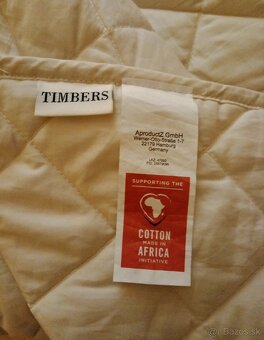 TIMBERS
AproductZ GmbH
Werner-Otto-Straße 1-7
22179 Hamburg
Germany
SUPPORTING THE
COTTON
MADE IN
AFRICA
INITIATIVE
bazos.sk